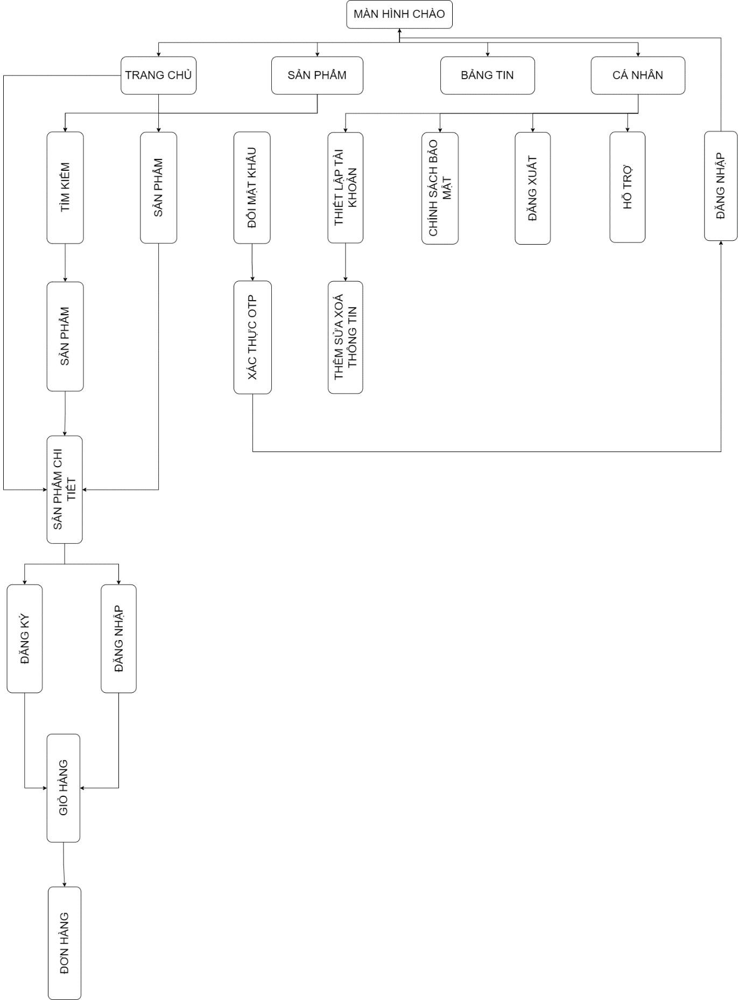 MÀN HÌNH CHÀO
TRANG CHỦ
SẢN PHẨM
BẢNG TIN
CÁ NHÂN
TÌM KIẾM
SẢN PHẨM
ĐỔI MẬT KHẨU
THIẾT LẬP TÀI
KHOẢN
CHÍNH SÁCH BẢO
MẬT
ĐĂNG XUẤT
HỖ TRỢ
ĐĂNG NHẬP
SẢN PHẨM
XÁC THỰC OTP
THÊM SỬA XOÁ
THÔNG TIN
SẢN PHẨM CHI
TIẾT
ĐĂNG KÝ
ĐĂNG NHẬP
GIỎ HÀNG
ĐƠN HÀNG